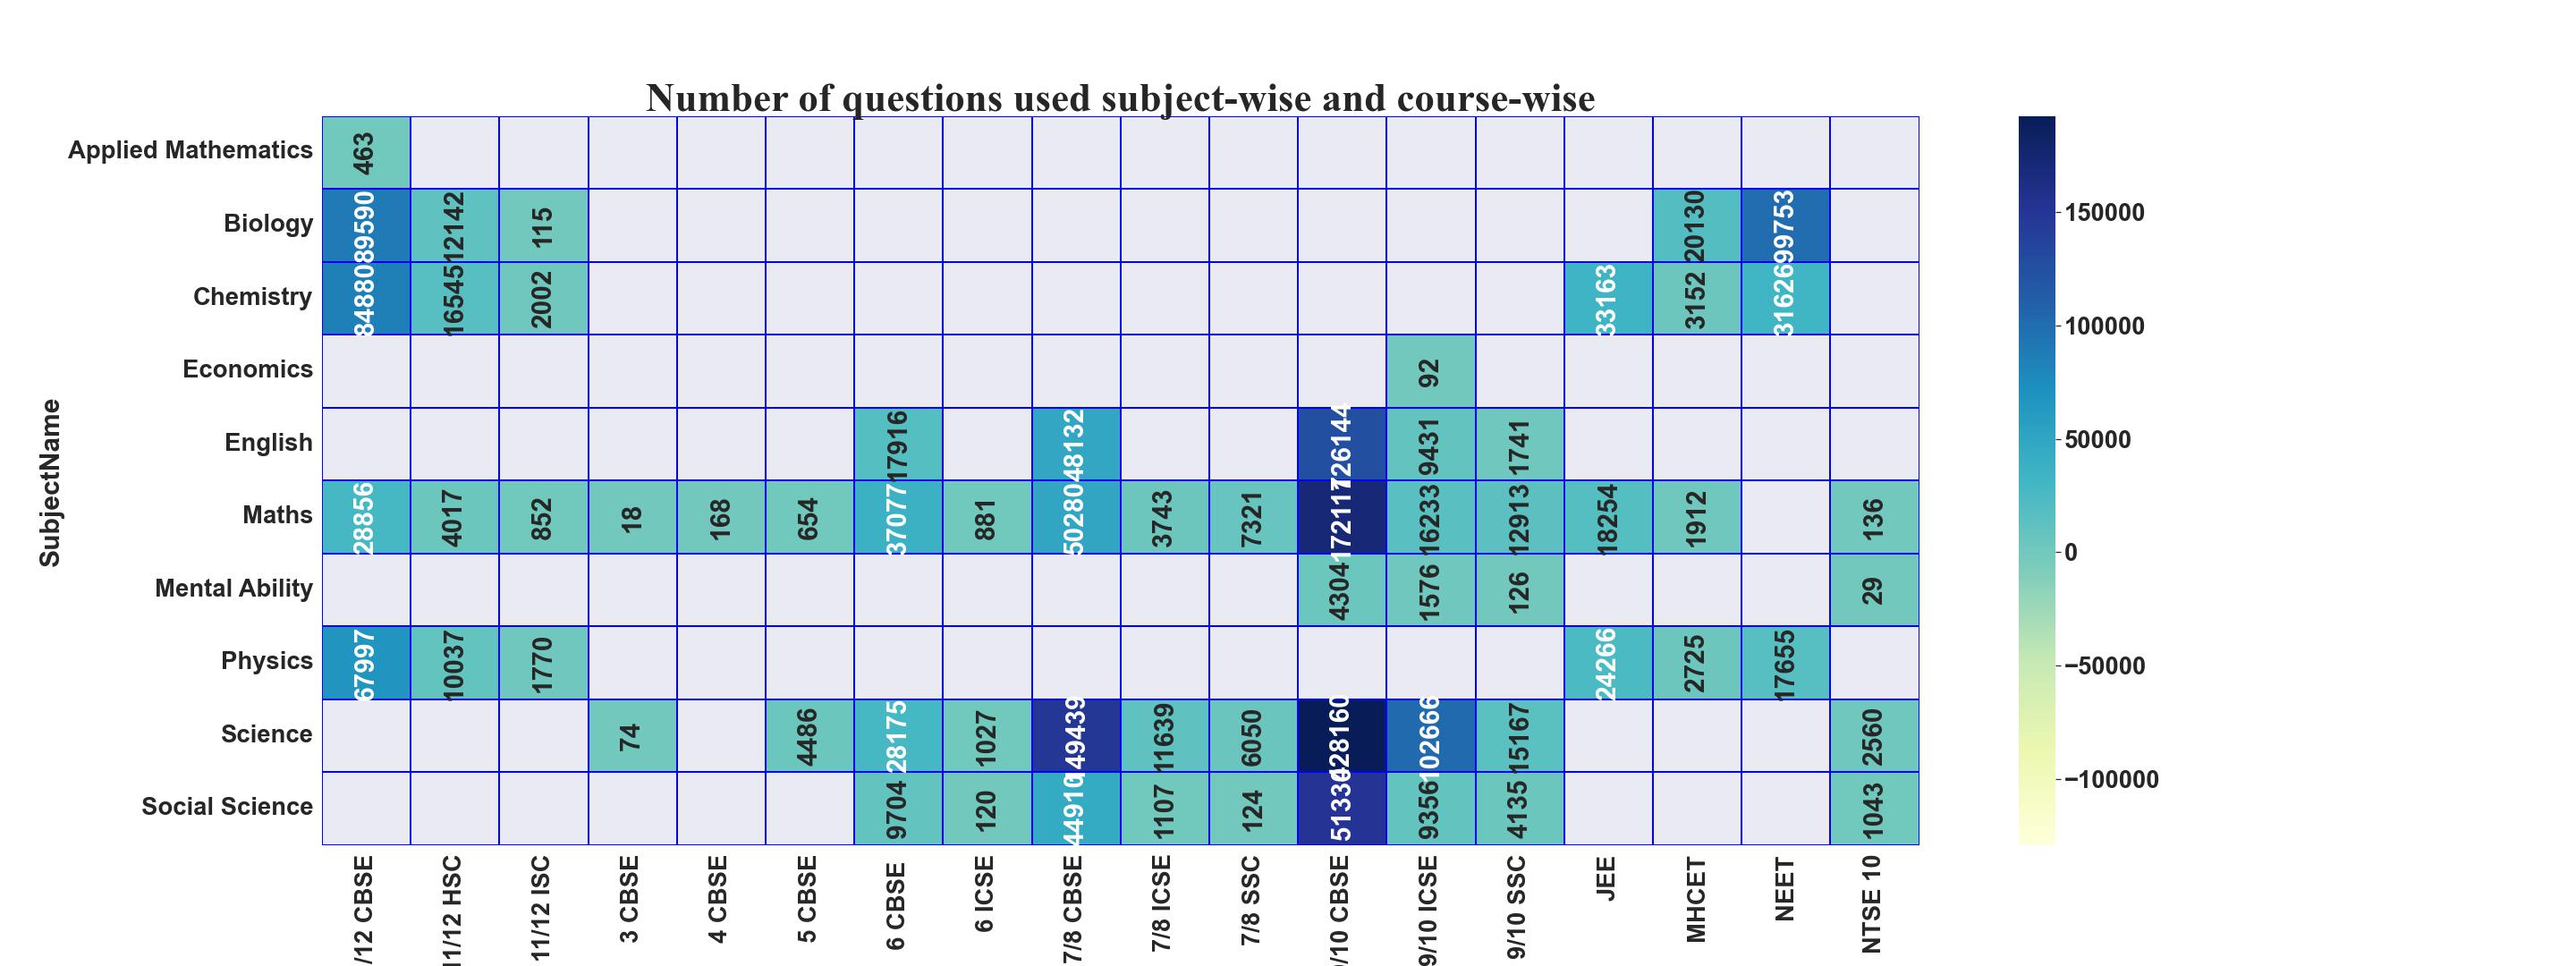 Number of questions used subject-wise and course-wise
SubjectName
Applied Mathematics 463
Biology 89590 12142 115 20130 99753
Chemistry 84880 16545 2002 33163 3152 31626
Economics 92
English 17916 48132 126144 9431 1741
Maths 28856 4017 852 18 168 654 37077 881 50280 3743 7321 172117 16233 12913 18254 1912 136
Mental Ability 4304 1576 126 29
Physics 67997 10037 1770 24266 2725 17655
Science 74 4486 28175 1027 149439 11639 6050 102666 15167 2560
Social Science 9704 120 44910 1107 124 9356 4135 1043
/12 CBSE 11/12 HSC 11/12 ISC 3 CBSE 4 CBSE 5 CBSE 6 CBSE 6 ICSE 7/8 CBSE 7/8 ICSE 7/8 SSC /10 CBSE 9/10 ICSE 9/10 SSC JEE MHCET NEET NTSE 10
150000
100000
50000
0
−50000
−100000